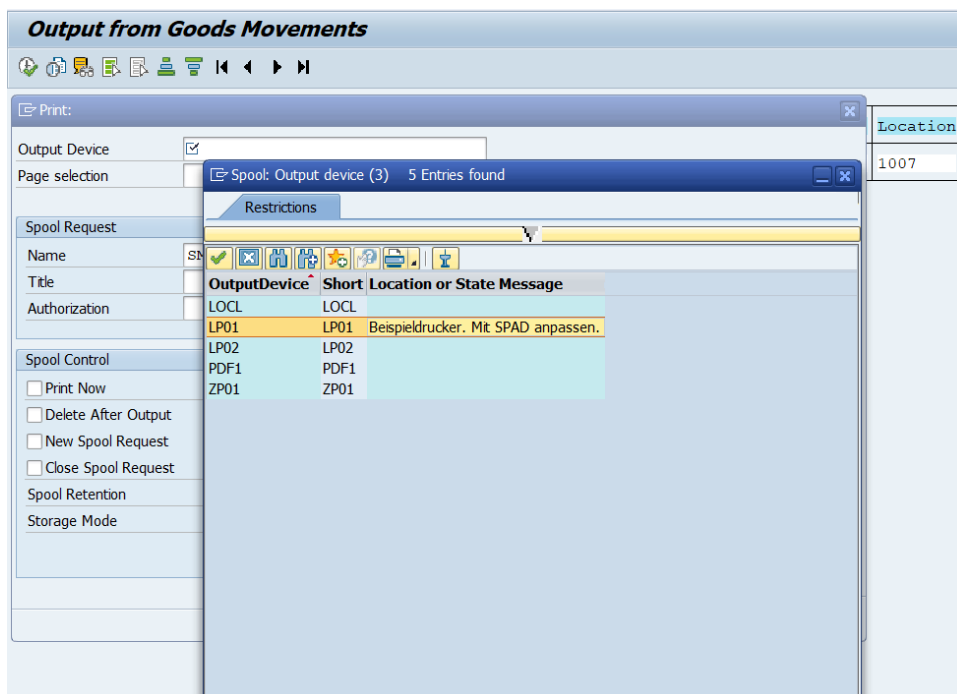 Output from Goods Movements
Print:
Location
1007
Output Device
Page selection
Spool Request
Name
Title
Authorization
Spool Control
Print Now
Delete After Output
New Spool Request
Close Spool Request
Spool Retention
Storage Mode
Spool: Output device (3) 5 Entries found
Restrictions
OutputDevice Short Location or State Message
LOCL LOCL
LP01 LP01 Beispieldrucker. Mit SPAD anpassen.
LP02 LP02
PDF1 PDF1
ZP01 ZP01